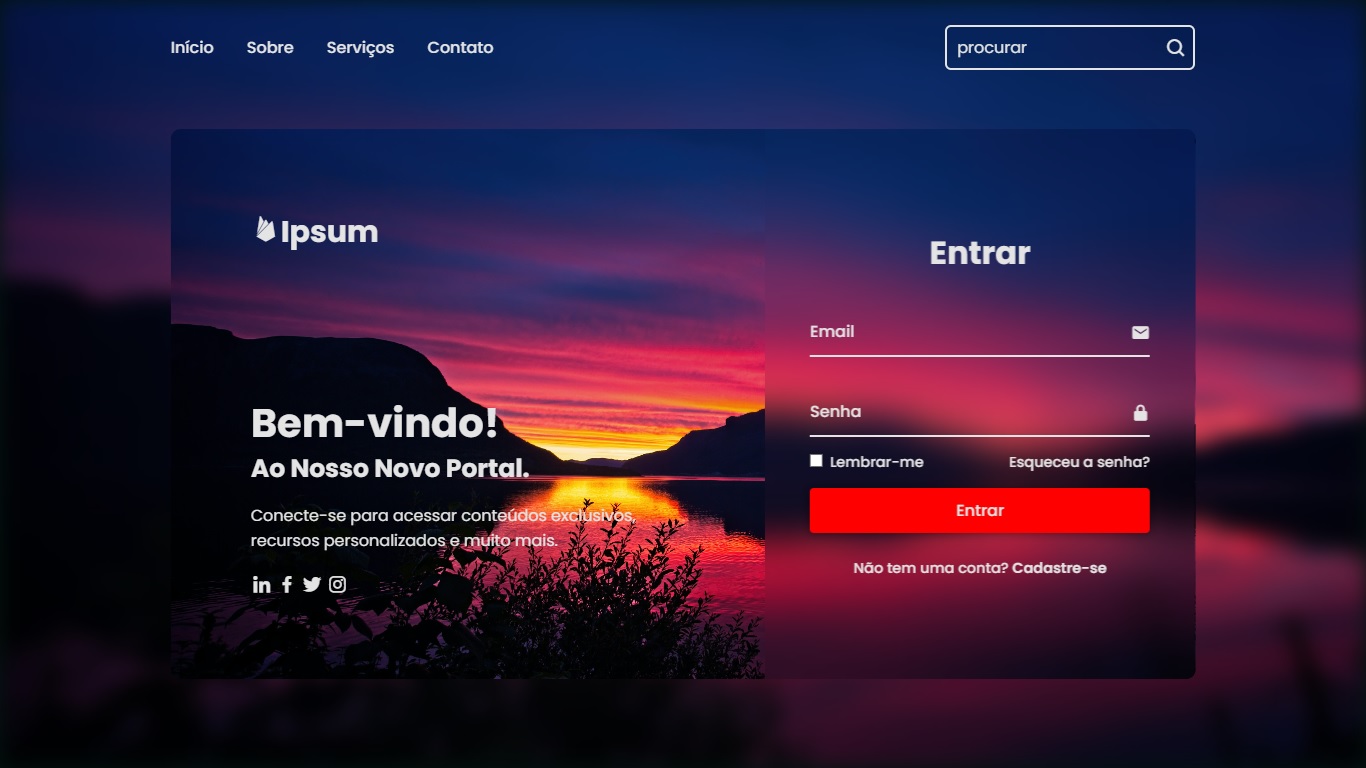 Início Sobre Serviços Contato procurar
Ipsum
Bem-vindo!
Ao Nosso Novo Portal.
Conecte-se para acessar conteúdos exclusivos,
recursos personalizados e muito mais.
Entrar
Email
Senha
Lembrar-me Esqueceu a senha?
Entrar
Não tem uma conta? Cadastre-se